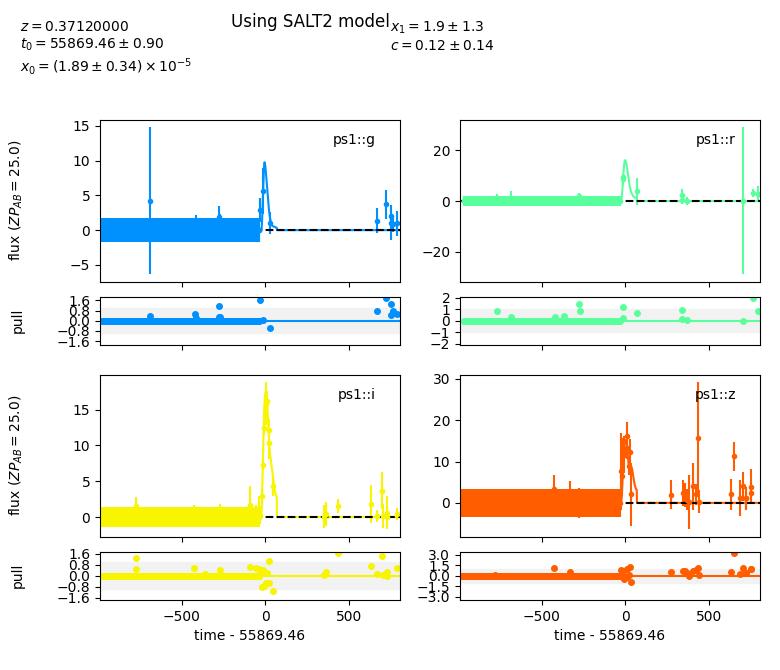 Using SALT2 model
z = 0.37120000
t₀ = 55869.46 ± 0.90
x₀ = (1.89 ± 0.34) × 10⁻⁵
x₁ = 1.9 ± 1.3
c = 0.12 ± 0.14
flux (ZP_AB = 25.0)
15
10
5
0
−5
ps1::g
20
0
−20
ps1::r
pull
1.6
0.8
0.0
−0.8
−1.6
2
1
0
−1
−2
flux (ZP_AB = 25.0)
15
10
5
0
ps1::i
30
20
10
0
ps1::z
pull
1.6
0.8
0.0
−0.8
−1.6
3.0
1.5
0.0
−1.5
−3.0
−500 0 500
time - 55869.46
−500 0 500
time - 55869.46